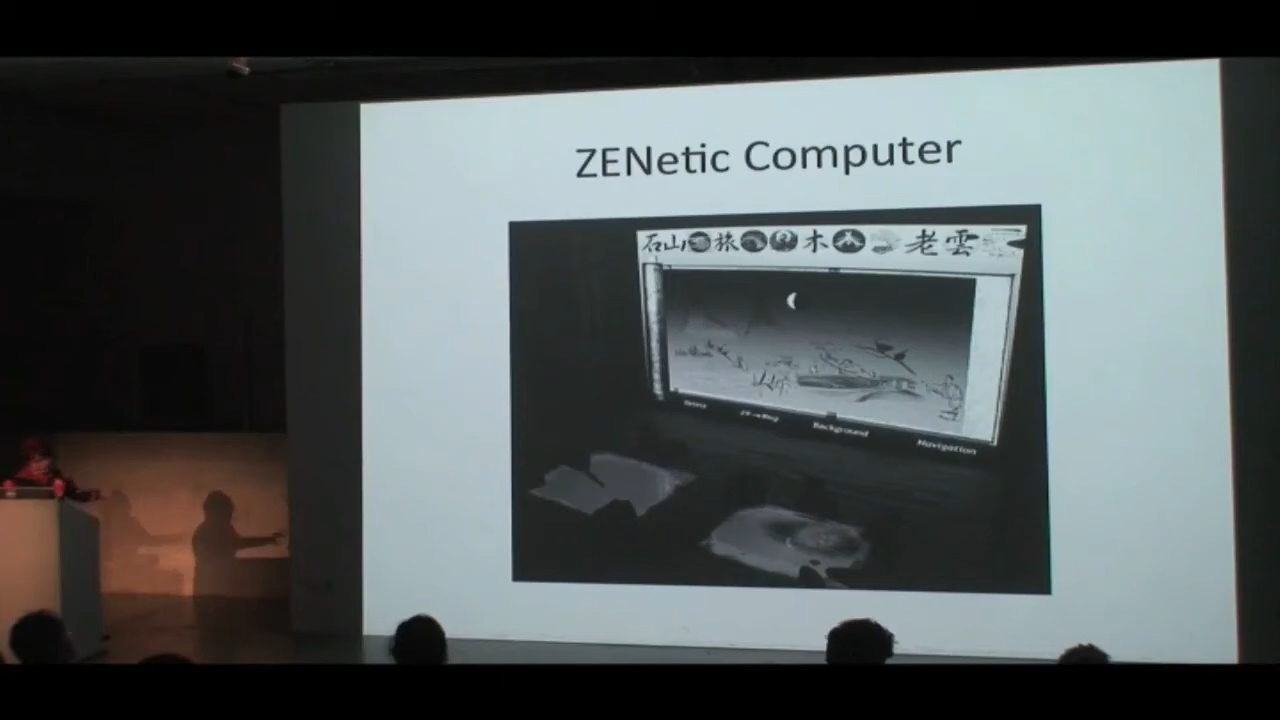 ZENetic Computer
石山旅木老雲
Background
Navigation